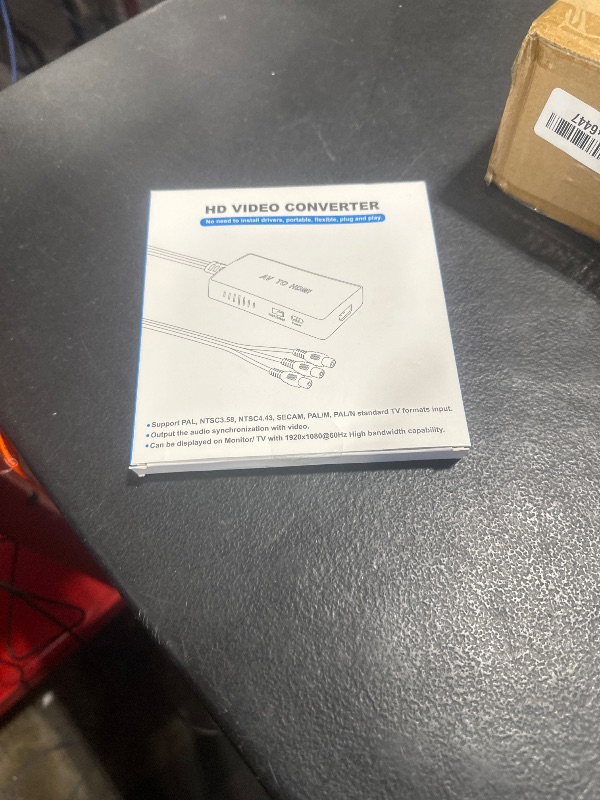 HD VIDEO CONVERTER
No need to install drivers, portable, flexible, plug and play.
AV TO HDMI
•Support PAL, NTSC3.58, NTSC4.43, SECAM, PAL/M, PAL/N standard TV formats input.
•Output the audio synchronization with video.
•Can be displayed on Monitor/ TV with 1920x1080@60Hz High bandwidth capability.
6447